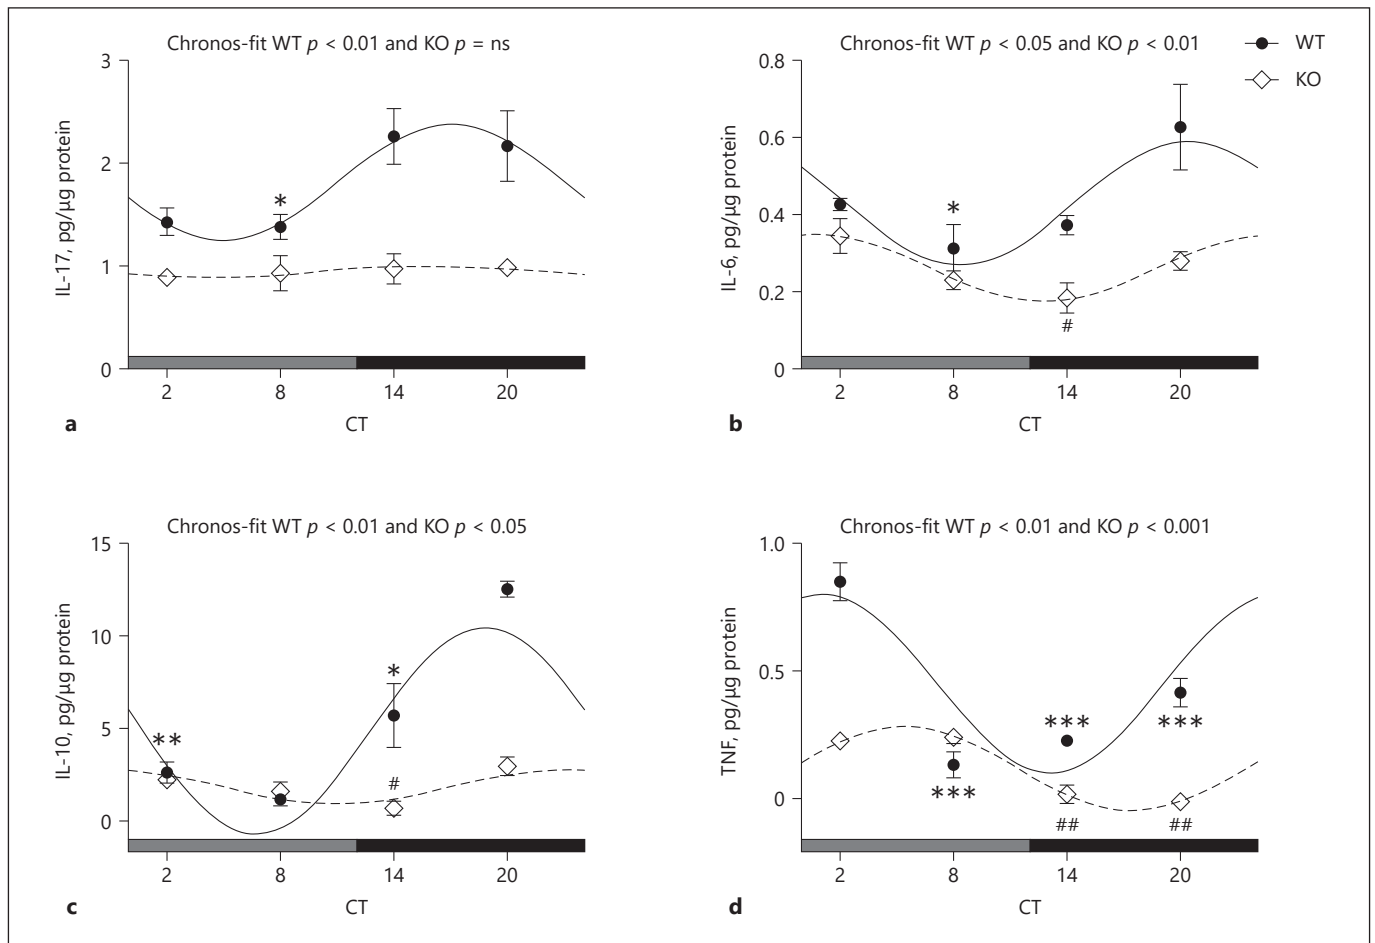 Chronos-fit WT p < 0.01 and KO p = ns
3
2
1
0
IL-17, pg/μg protein
*
2 8 14 20
CT
a
Chronos-fit WT p < 0.05 and KO p < 0.01
WT
KO
0.8
0.6
0.4
0.2
0
IL-6, pg/μg protein
*
#
2 8 14 20
CT
b
Chronos-fit WT p < 0.01 and KO p < 0.05
15
10
5
0
IL-10, pg/μg protein
**
*
#
2 8 14 20
CT
c
Chronos-fit WT p < 0.01 and KO p < 0.001
1.0
0.5
0
TNF, pg/μg protein
*** ***
***
## ##
2 8 14 20
CT
d